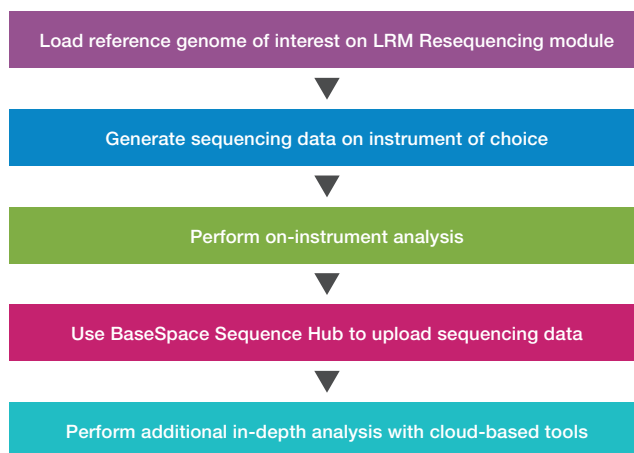 Load reference genome of interest on LRM Resequencing module
Generate sequencing data on instrument of choice
Perform on-instrument analysis
Use BaseSpace Sequence Hub to upload sequencing data
Perform additional in-depth analysis with cloud-based tools